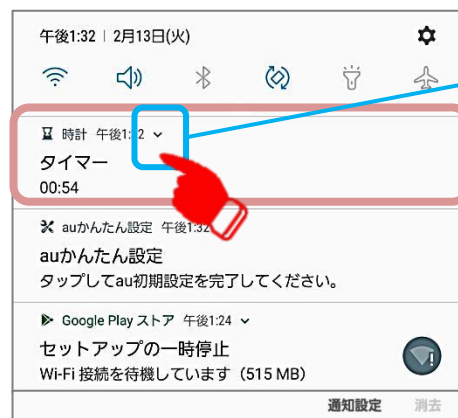 午後1:32 | 2月13日(火)
時計 午後1:32
タイマー
00:54
auかんたん設定 午後1:32
auかんたん設定
タップしてau初期設定を完了してください。
Google Play ストア 午後1:24
セットアップの一時停止
Wi-Fi 接続を待機しています（515 MB）
通知設定 消去